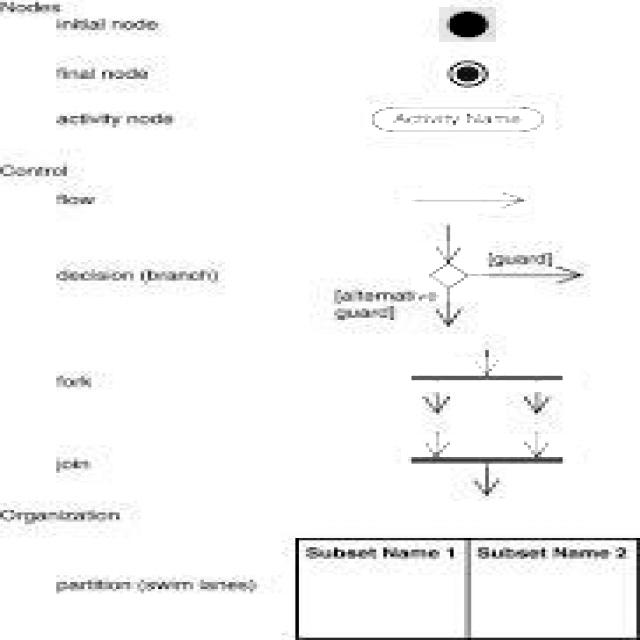 Nodes
initial node
final node
activity node
Activity Name
Control
flow
decision (branch)
[guard]
[alternative
guard]
fork
join
Organization
Subset Name 1
Subset Name 2
partition (swim lanes)